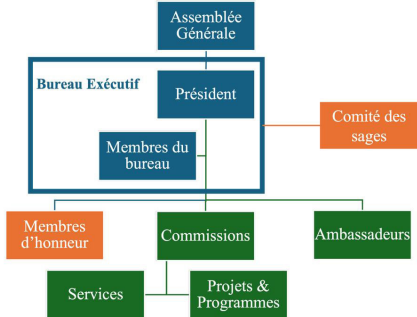 Assemblée
Générale
Bureau Exécutif
Président
Comité des
sages
Membres du
bureau
Membres
d'honneur
Commissions
Ambassadeurs
Services
Projets &
Programmes